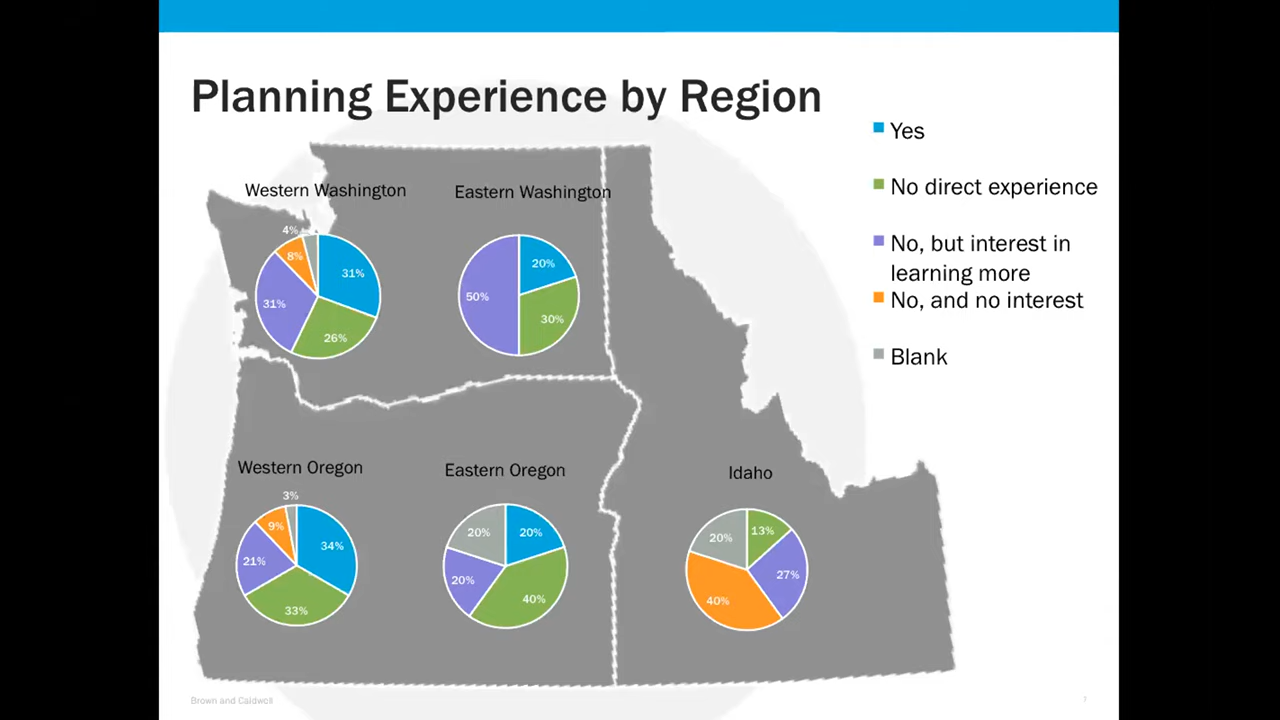 Planning Experience by Region
Yes
No direct experience
No, but interest in
learning more
No, and no interest
Blank
Western Washington
4%
8%
31%
31%
26%
Eastern Washington
20%
50%
30%
Western Oregon
3%
9%
34%
21%
33%
Eastern Oregon
20%
20%
20%
40%
Idaho
13%
20%
27%
40%
Brown and Caldwell
7